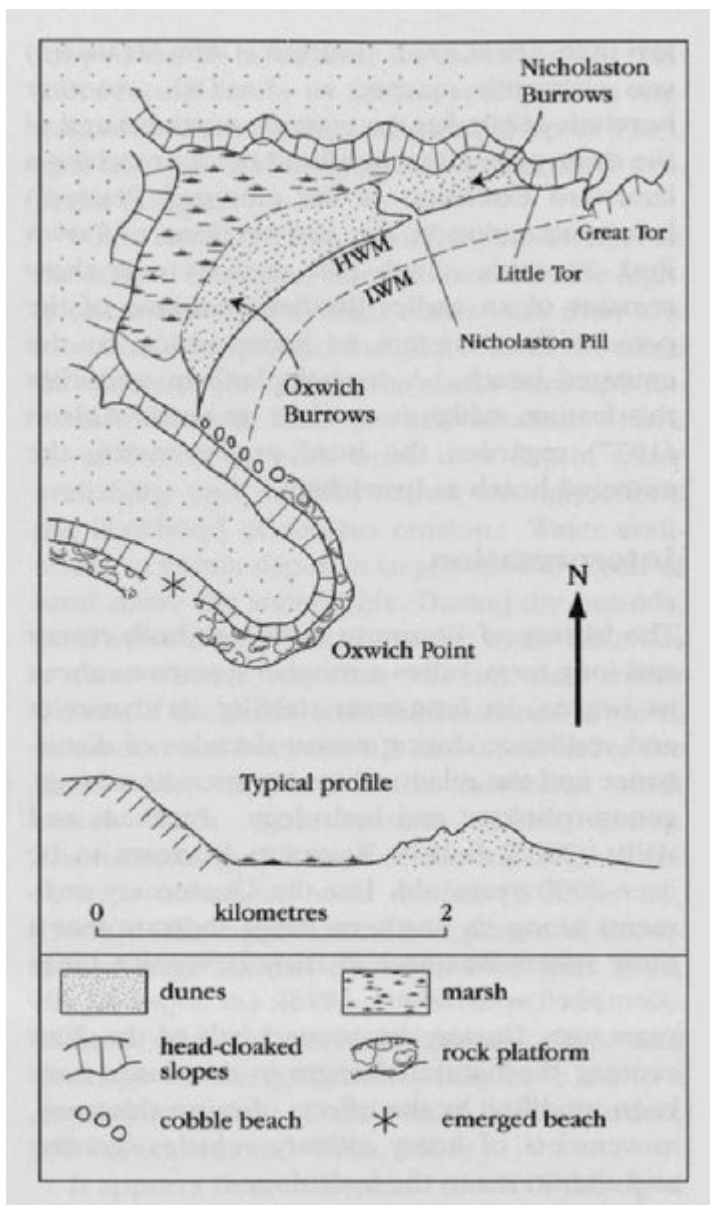 Nicholaston
Burrows
Great Tor
HWM
LWM
Little Tor
Nicholaston Pill
Oxwich
Burrows
N
Oxwich Point
Typical profile
0 kilometres 2
dunes
marsh
head-cloaked
slopes
rock platform
cobble beach
emerged beach